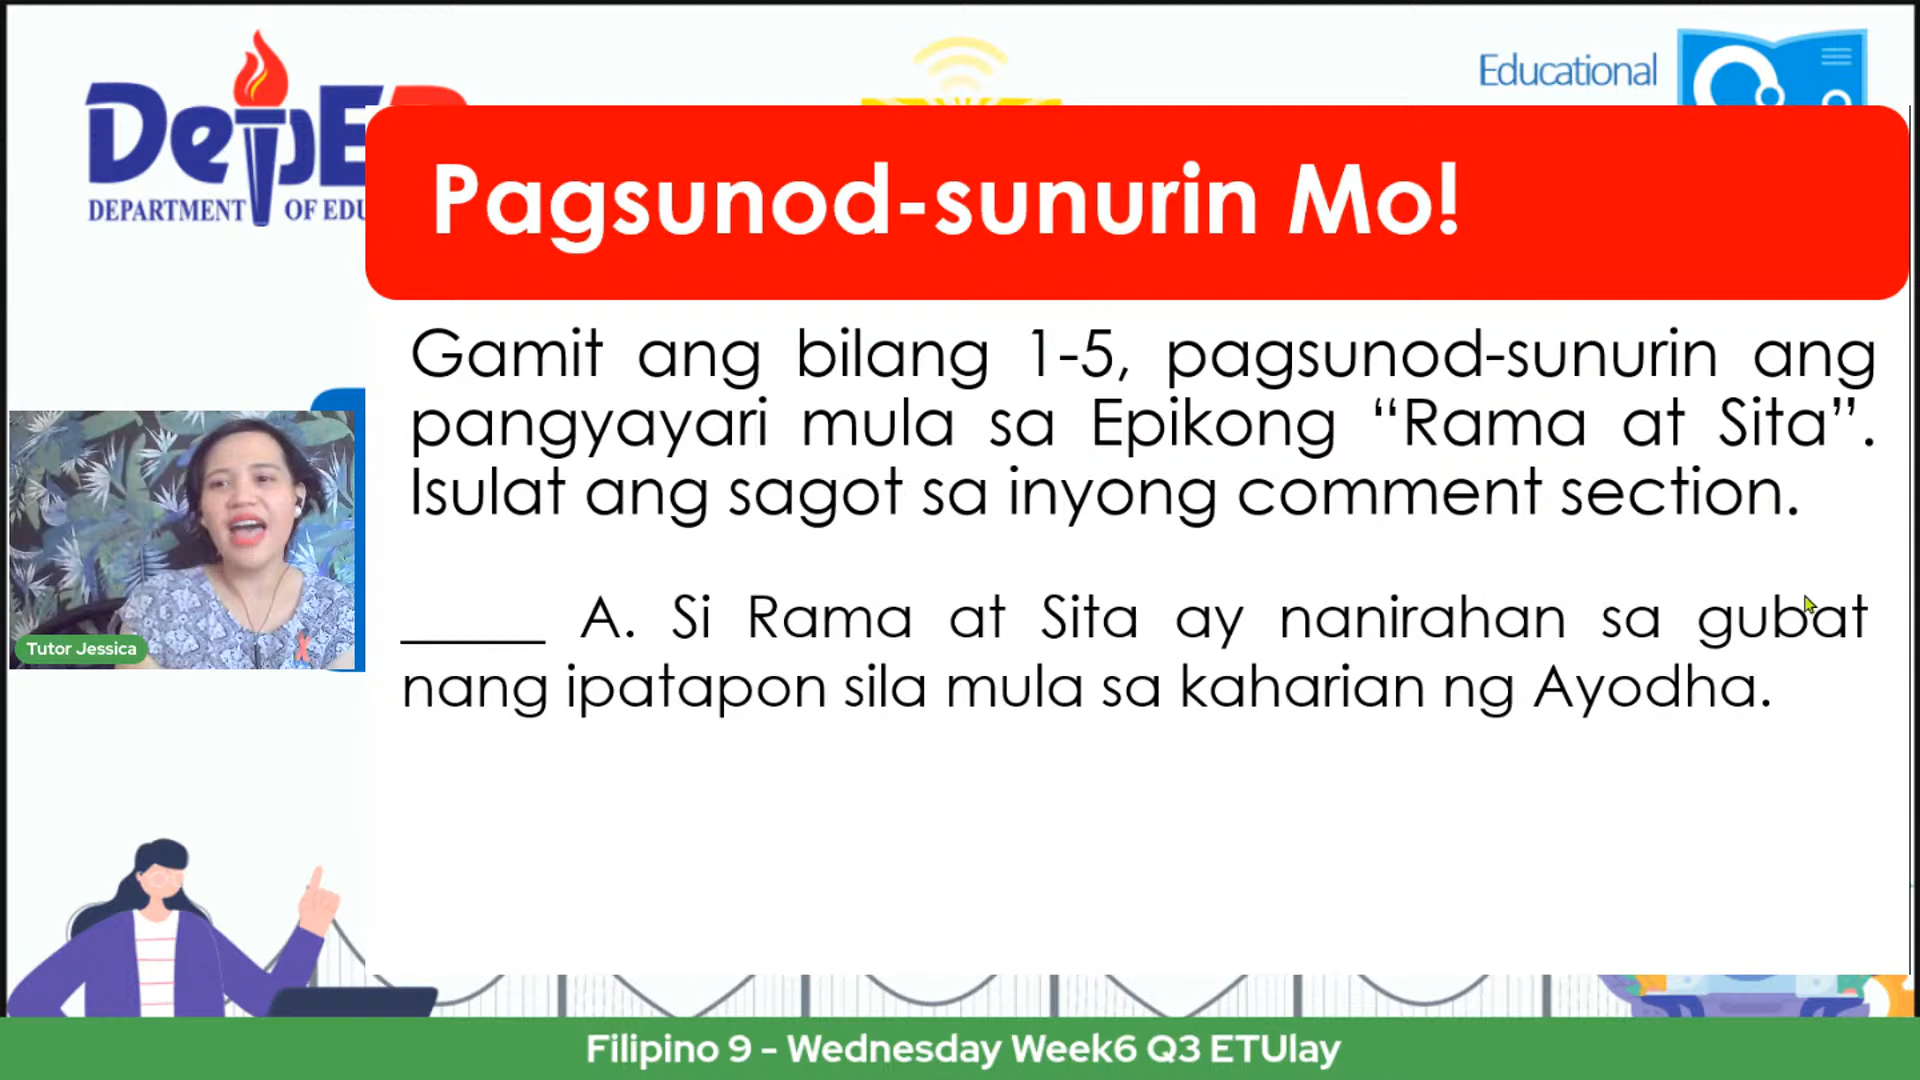 DepE
DEPARTMENT OF EDU
Educational
Pagsunod-sunurin Mo!
Gamit ang bilang 1-5, pagsunod-sunurin ang
pangyayari mula sa Epikong “Rama at Sita”.
Isulat ang sagot sa inyong comment section.
_____ A. Si Rama at Sita ay nanirahan sa gubat
nang ipatapon sila mula sa kaharian ng Ayodha.
Tutor Jessica
Filipino 9 - Wednesday Week6 Q3 ETUlay